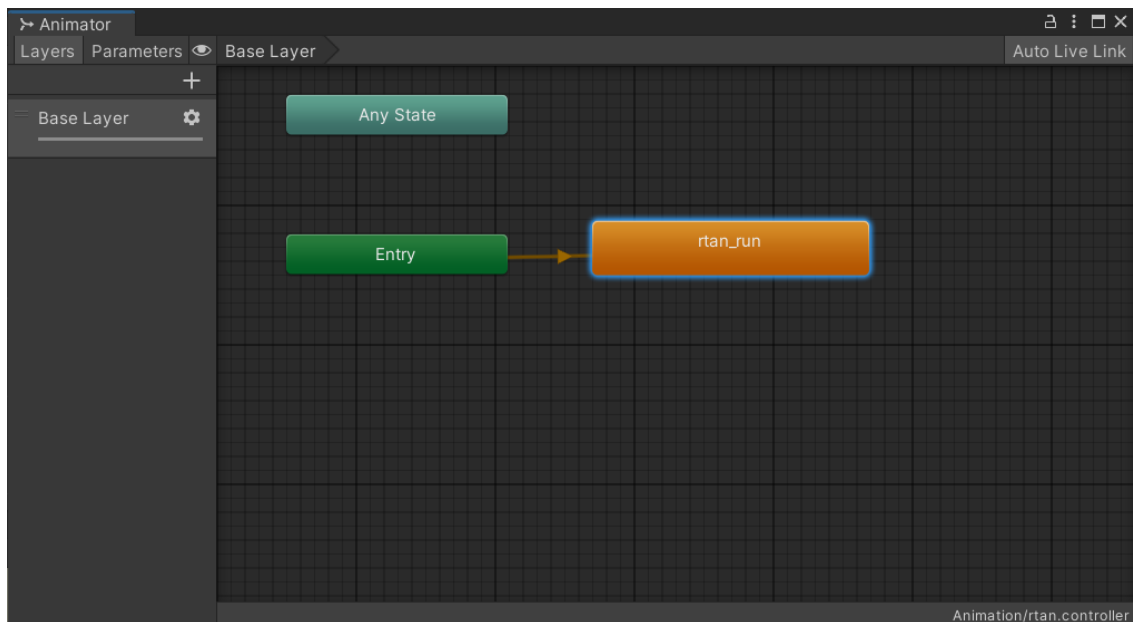 Animator
Layers Parameters Base Layer Auto Live Link
Base Layer
Any State
Entry
rtan_run
Animation/rtan.controller